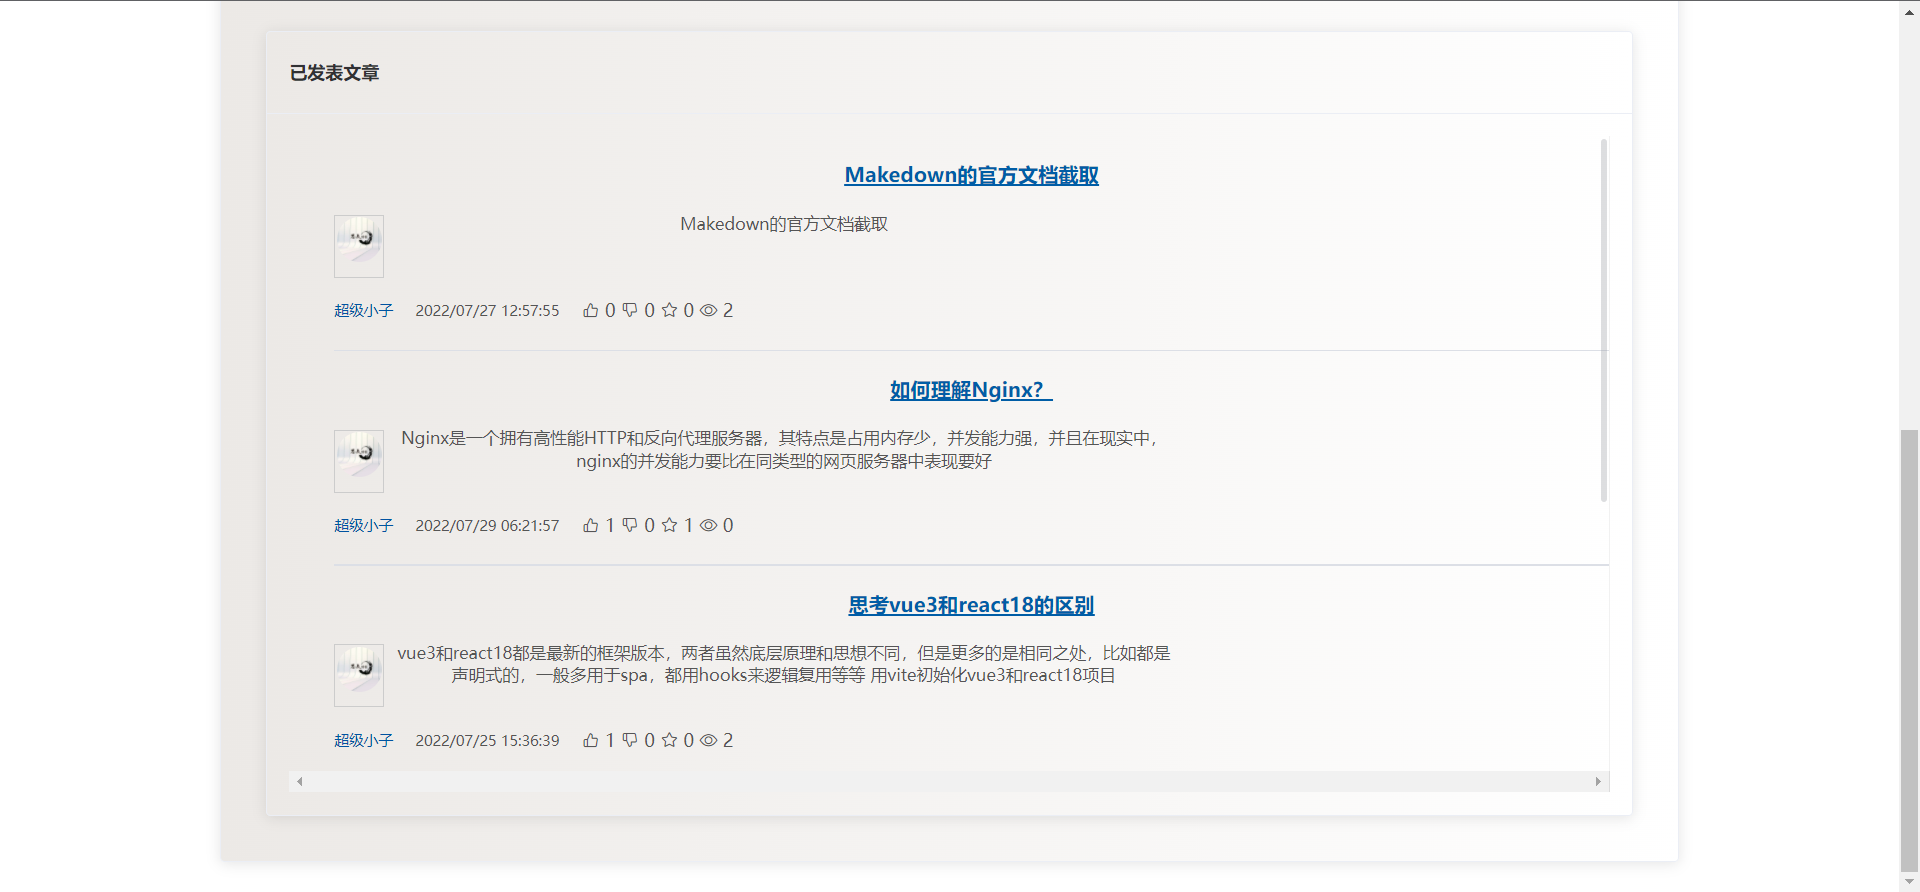 已发表文章
Makedown的官方文档截取
Makedown的官方文档截取
超级小子 2022/07/27 12:57:55 0 0 0 2
如何理解Nginx？
Nginx是一个拥有高性能HTTP和反向代理服务器，其特点是占用内存少，并发能力强，并且在现实中，
nginx的并发能力要比在同类型的网页服务器中表现要好
超级小子 2022/07/29 06:21:57 1 0 1 0
思考vue3和react18的区别
vue3和react18都是最新的框架版本，两者虽然底层原理和思想不同，但是更多的是相同之处，比如都是
声明式的，一般多用于spa，都用hooks来逻辑复用等等 用vite初始化vue3和react18项目
超级小子 2022/07/25 15:36:39 1 0 0 2